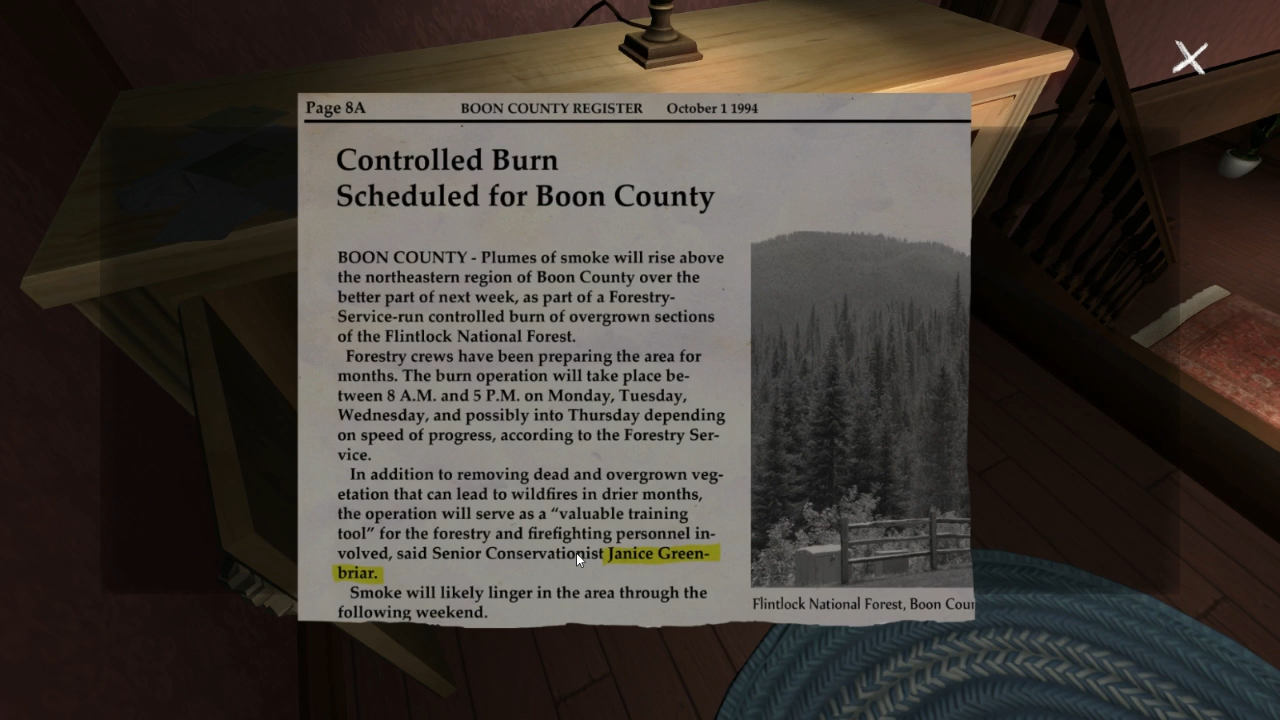 Page 8A BOON COUNTY REGISTER October 1 1994
Controlled Burn
Scheduled for Boon County
BOON COUNTY - Plumes of smoke will rise above
the northeastern region of Boon County over the
better part of next week, as part of a Forestry-
Service-run controlled burn of overgrown sections
of the Flintlock National Forest.
Forestry crews have been preparing the area for
months. The burn operation will take place be-
tween 8 A.M. and 5 P.M. on Monday, Tuesday,
Wednesday, and possibly into Thursday depending
on speed of progress, according to the Forestry Ser-
vice.
In addition to removing dead and overgrown veg-
etation that can lead to wildfires in drier months,
the operation will serve as a “valuable training
tool” for the forestry and firefighting personnel in-
volved, said Senior Conservationist Janice Green-
briar.
Smoke will likely linger in the area through the
following weekend.
Flintlock National Forest, Boon Coun